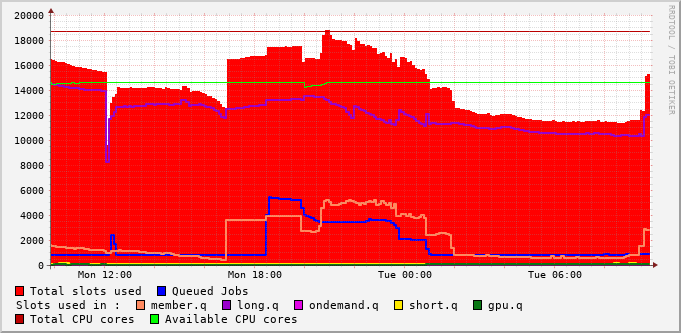 20000
18000
16000
14000
12000
10000
8000
6000
4000
2000
0
Mon 12:00 Mon 18:00 Tue 00:00 Tue 06:00
RRDTOOL / TOBI OETIKER
Total slots used Queued Jobs
Slots used in : member.q long.q ondemand.q short.q gpu.q
Total CPU cores Available CPU cores